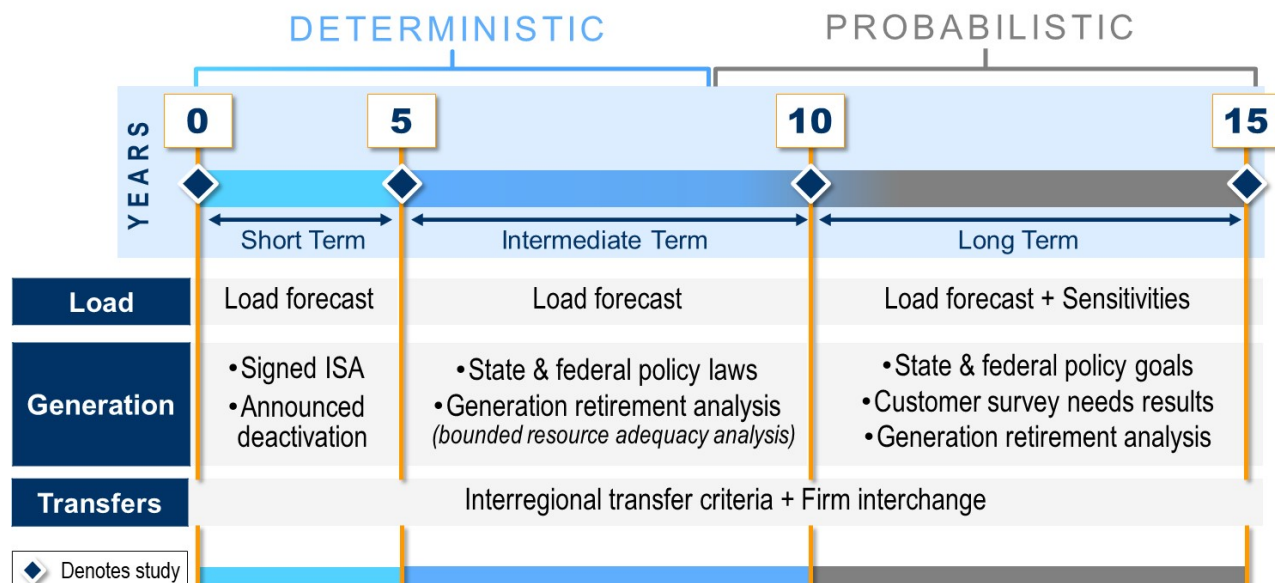 DETERMINISTIC
PROBABILISTIC
YEARS
0
5
10
15
Short Term
Intermediate Term
Long Term
Load
Load forecast
Load forecast
Load forecast + Sensitivities
Generation
•Signed ISA
•Announced
deactivation
•State & federal policy laws
•Generation retirement analysis
(bounded resource adequacy analysis)
•State & federal policy goals
•Customer survey needs results
•Generation retirement analysis
Transfers
Interregional transfer criteria + Firm interchange
Denotes study